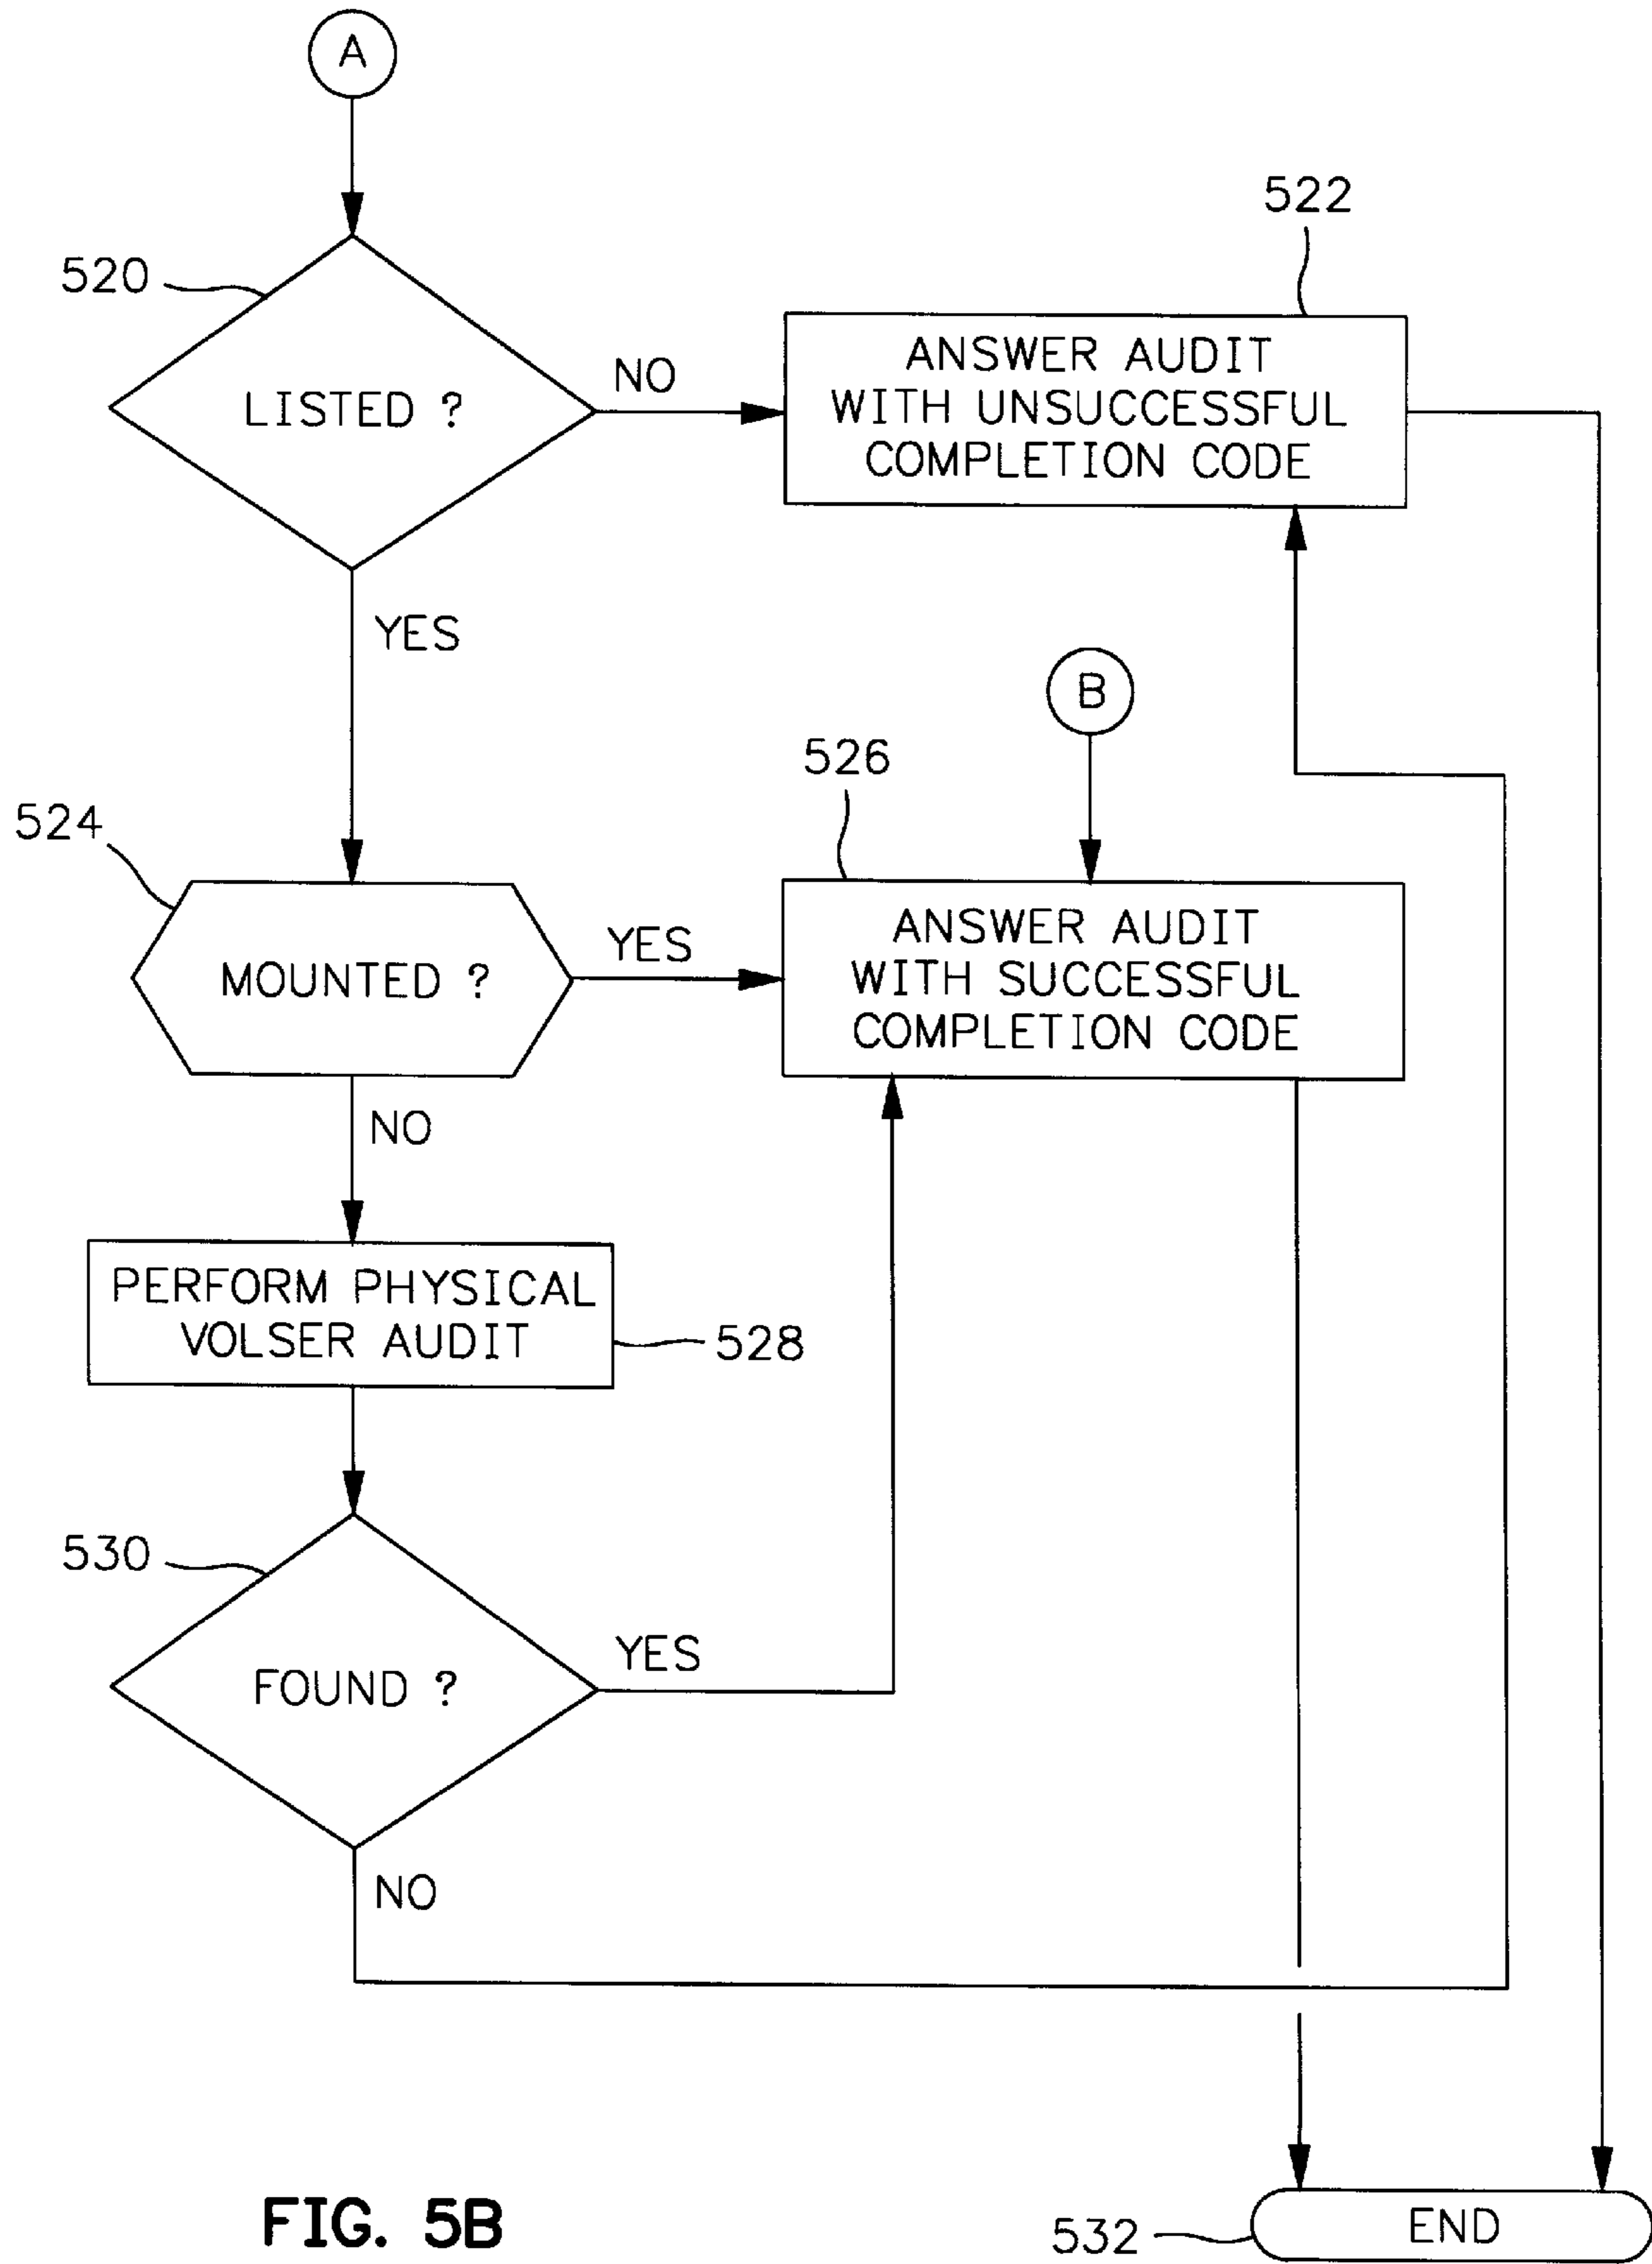 A
520
522
LISTED ?
NO
ANSWER AUDIT
WITH UNSUCCESSFUL
COMPLETION CODE
YES
B
524
526
MOUNTED ?
YES
ANSWER AUDIT
WITH SUCCESSFUL
COMPLETION CODE
NO
PERFORM PHYSICAL
VOLSER AUDIT
528
530
FOUND ?
YES
NO
FIG. 5B
532
END